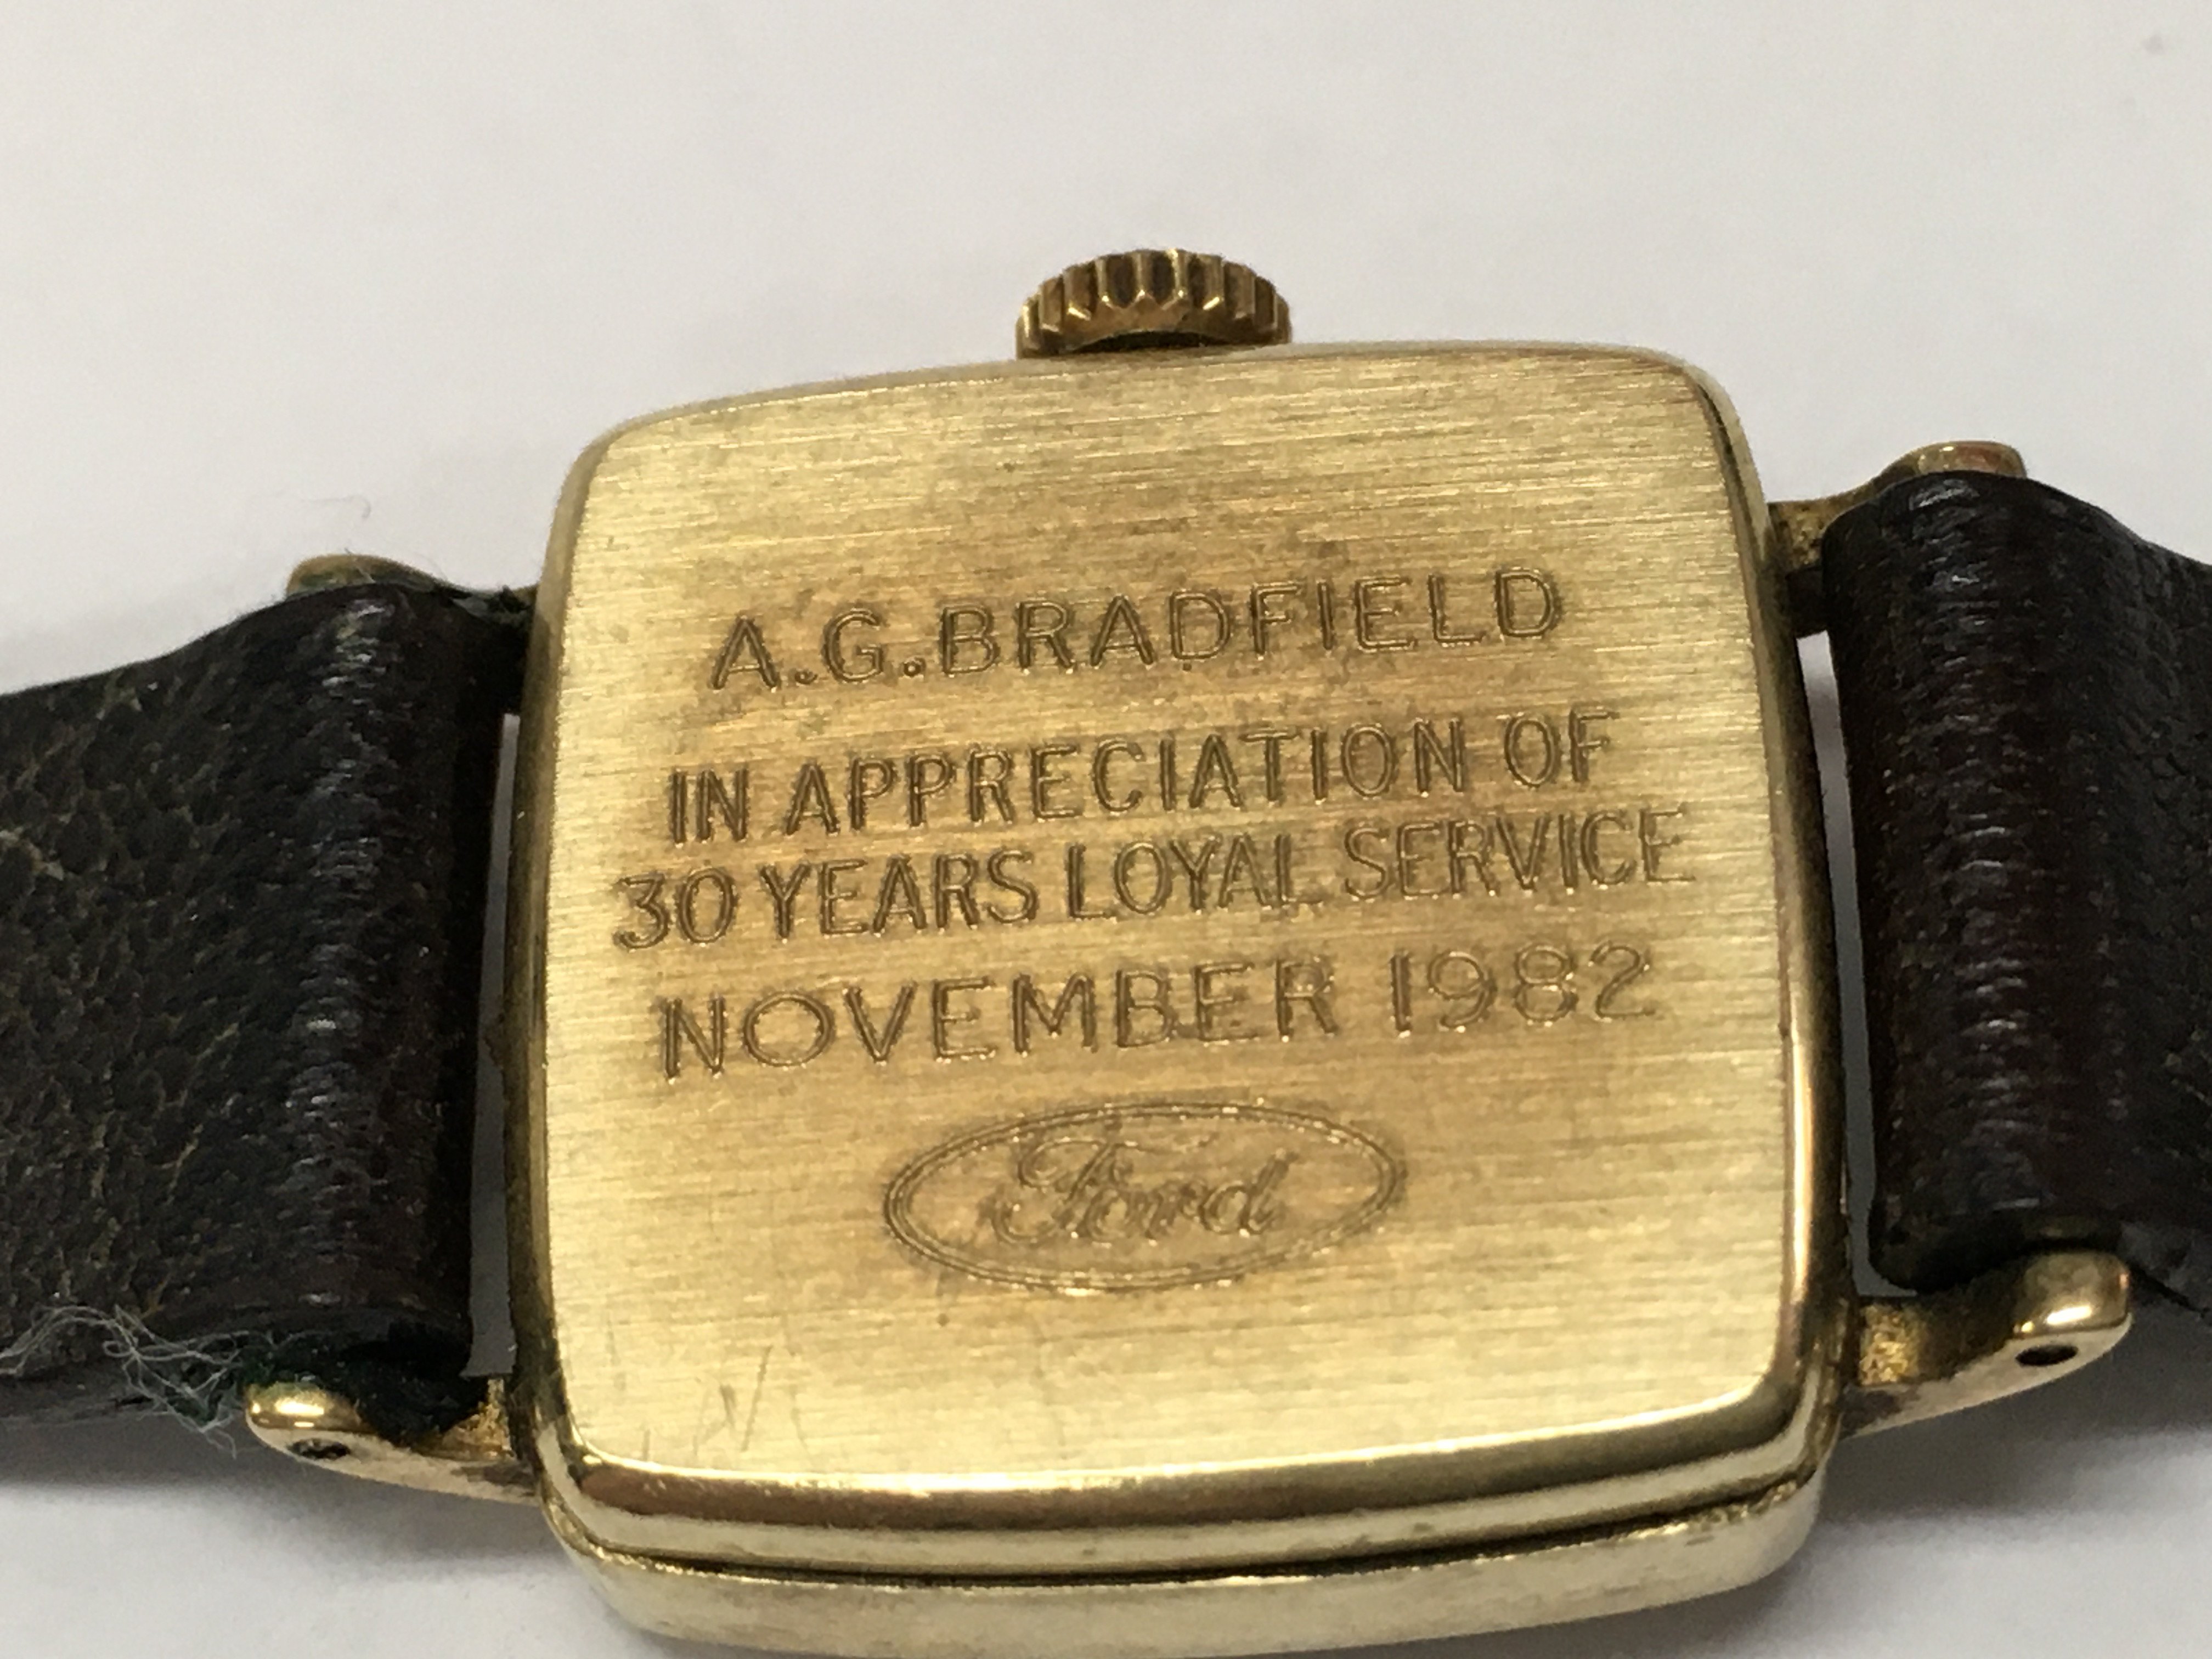 A.G.BRADFIELD
IN APPRECIATION OF
30 YEARS LOYAL SERVICE
NOVEMBER 1982
Ford